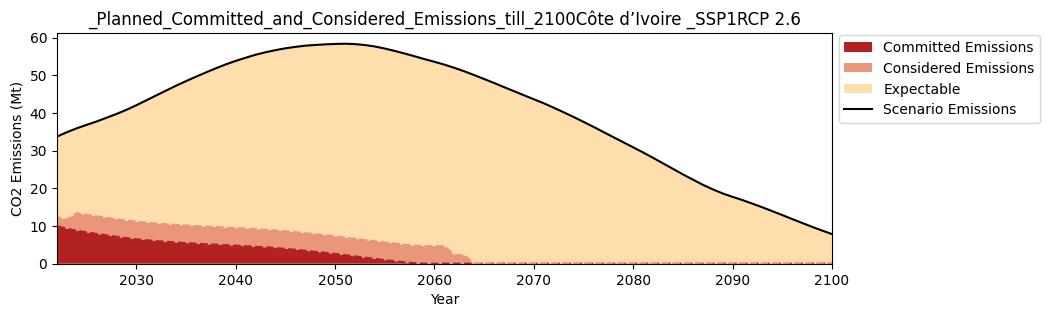 _Planned_Committed_and_Considered_Emissions_till_2100Côte d’Ivoire _SSP1RCP 2.6
Committed Emissions
Considered Emissions
Expectable
Scenario Emissions
CO2 Emissions (Mt)
60
50
40
30
20
10
0
2030 2040 2050 2060 2070 2080 2090 2100
Year